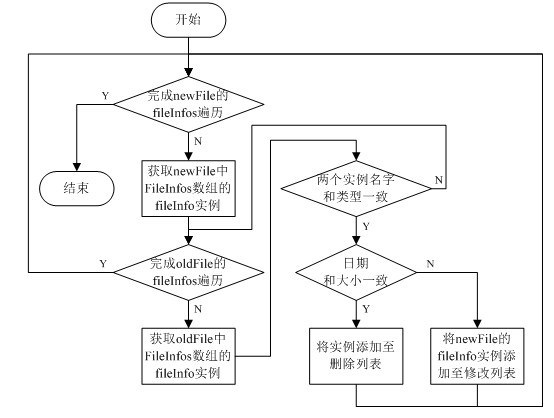 开始
完成newFile的
fileInfos遍历
Y
N
结束
获取newFile中
FileInfos数组的
fileInfo实例
两个实例名字
和类型一致
N
Y
完成oldFile的
fileInfos遍历
Y
N
日期
和大小一致
N
Y
获取oldFile中
FileInfos数组的
fileInfo实例
将实例添加至
删除列表
将newFile的
fileInfo实例添
加至修改列表